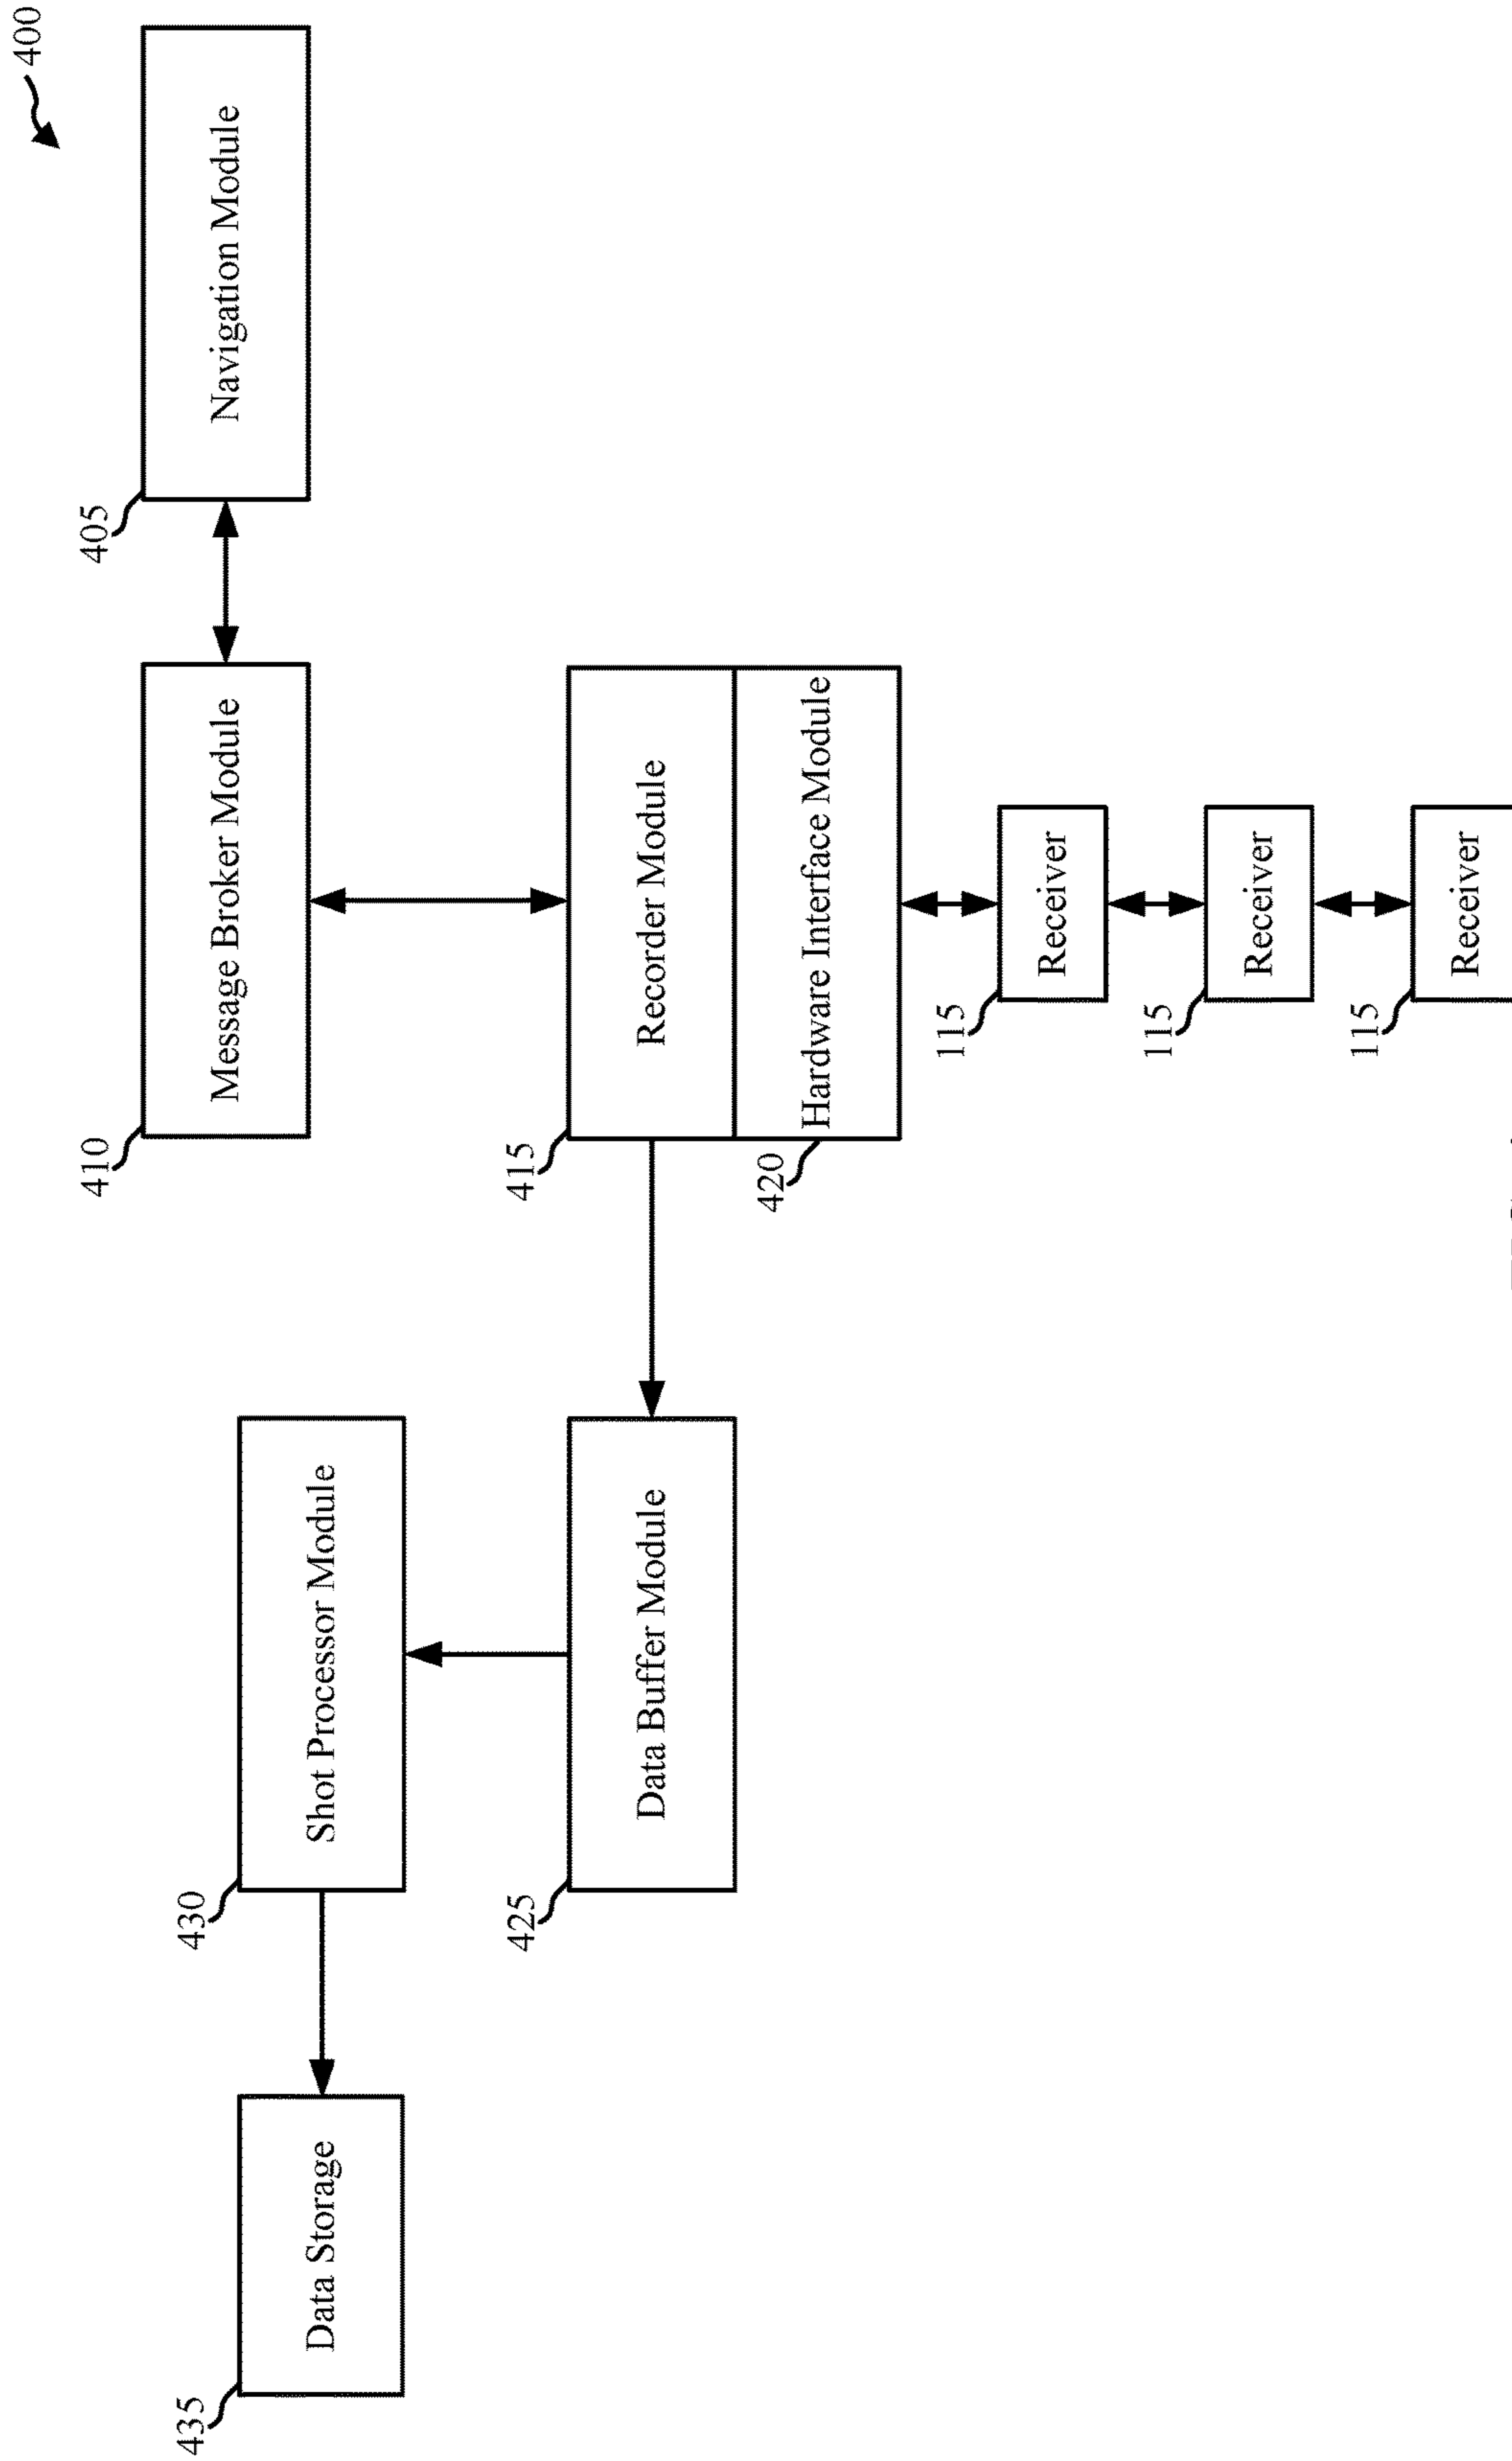 400
410
405
435
430
Message Broker Module
Navigation Module
Data Storage
Shot Processor Module
425
415
Data Buffer Module
Recorder Module
420
Hardware Interface Module
115
Receiver
115
Receiver
115
Receiver